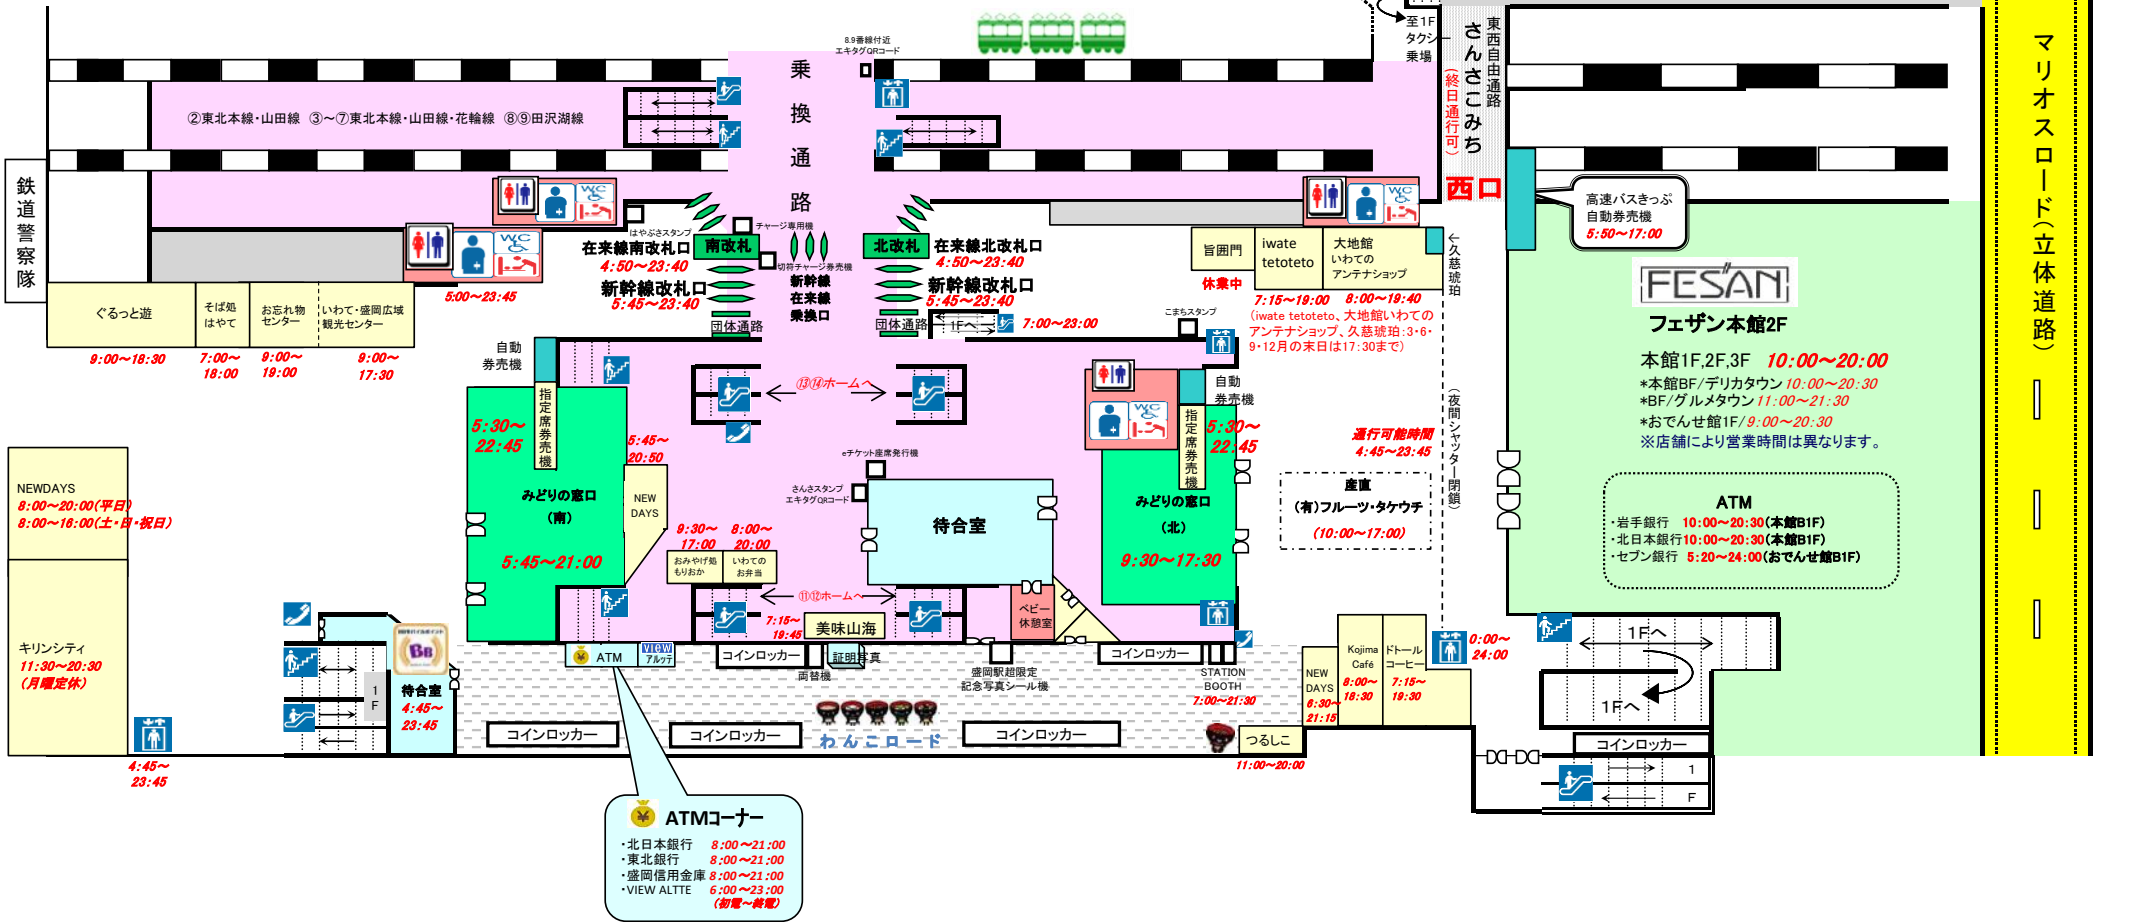 8.9番線付近
エキタグQRコード
至1F
タクシー
乗場
東西自由通路
さんさこみち
(終日通行可)
西口
マリオスロード(立体道路)
乗換通路
②東北本線・山田線 ③～⑦東北本線・山田線・花輪線 ⑧⑨田沢湖線
鉄道警察隊
はやぶさスタンプ
チャージ専用機
在来線南改札口
4:50～23:40
南改札
切符チャージ券売機
新幹線改札口
5:45～23:40
新幹線
在来線
乗換口
北改札
在来線北改札口
4:50～23:40
新幹線改札口
5:45～23:40
団体通路
団体通路
1Fへ
7:00～23:00
こまちスタンプ
5:00～23:45
旨囲門
休業中
iwate
tetoteto
7:15～19:00
大地館
いわての
アンテナショップ
8:00～19:40
(iwate tetoteto、大地館いわての
アンテナショップ、久慈琥珀:3・6・
9・12月の末日は17:30まで)
←久慈琥珀
(夜間シャッター閉鎖)
高速バスきっぷ
自動券売機
5:50～17:00
FESAN
フェザン本館2F
本館1F,2F,3F 10:00～20:00
*本館BF/デリカタウン 10:00～20:30
*BF/グルメタウン 11:00～21:30
*おでんせ館1F/ 9:00～20:30
※店舗により営業時間は異なります。
ATM
・岩手銀行 10:00～20:30(本館B1F)
・北日本銀行10:00～20:30(本館B1F)
・セブン銀行 5:20～24:00(おでんせ館B1F)
ぐるっと遊
9:00～18:30
そば処
はやて
7:00～
18:00
お忘れ物
センター
9:00～
19:00
いわて・盛岡広域
観光センター
9:00～
17:30
自動
券売機
指定席券売機
5:30～
22:45
みどりの窓口
(南)
5:45～21:00
5:45～
20:50
NEW
DAYS
⑬⑭ホームへ
eチケット座席発行機
さんさスタンプ
エキタグQRコード
待合室
自動
券売機
指定席券売機
5:30～
22:45
みどりの窓口
(北)
9:30～17:30
通行可能時間
4:45～23:45
産直
(有)フルーツ・タケウチ
(10:00～17:00)
9:30～
17:00
おみやげ処
もりおか
8:00～
20:00
いわての
お弁当
⑪⑫ホームへ
7:15～
19:45
美味山海
ベビー
休憩室
NEWDAYS
8:00～20:00(平日)
8:00～16:00(土・日・祝日)
キリンシティ
11:30～20:30
(月曜定休)
4:45～
23:45
1
F
BB
待合室
4:45～
23:45
ATM
VIEW
アルッテ
コインロッカー
両替機
証明写真
盛岡駅超限定
記念写真シール機
コインロッカー
STATION
BOOTH
7:00～21:30
コインロッカー
コインロッカー
わんこロード
コインロッカー
つるしこ
11:00～20:00
NEW
DAYS
6:30～
21:15
Kojima
Café
8:00～
18:30
ドトール
コーヒー
7:15～
19:30
0:00～
24:00
1Fへ
1Fへ
コインロッカー
1
F
ATMコーナー
・北日本銀行 8:00～21:00
・東北銀行 8:00～21:00
・盛岡信用金庫 8:00～21:00
・VIEW ALTTE 6:00～23:00
(初電～終電)